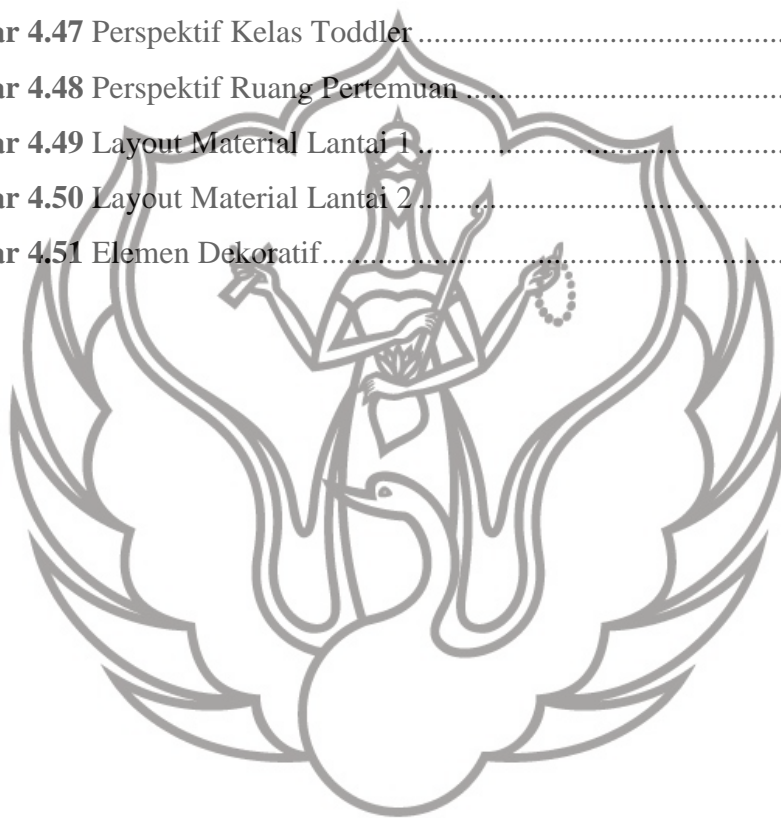 ar 4.47 Perspektif Kelas Toddler................................................
ar 4.48 Perspektif Ruang Pertemuan ..........................................
ar 4.49 Layout Material Lantai 1 ................................................
ar 4.50 Layout Material Lantai 2 ................................................
ar 4.51 Elemen Dekoratif............................................................